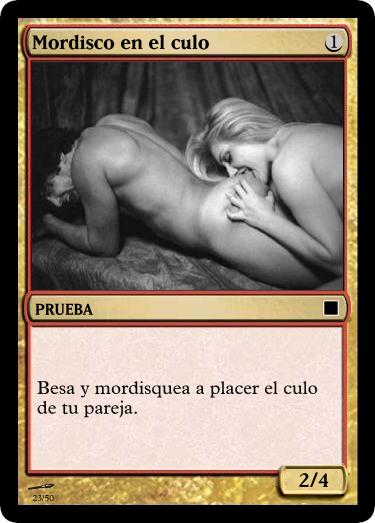 Mordisco en el culo 1
PRUEBA
Besa y mordisquea a placer el culo
de tu pareja.
2/4
23/50